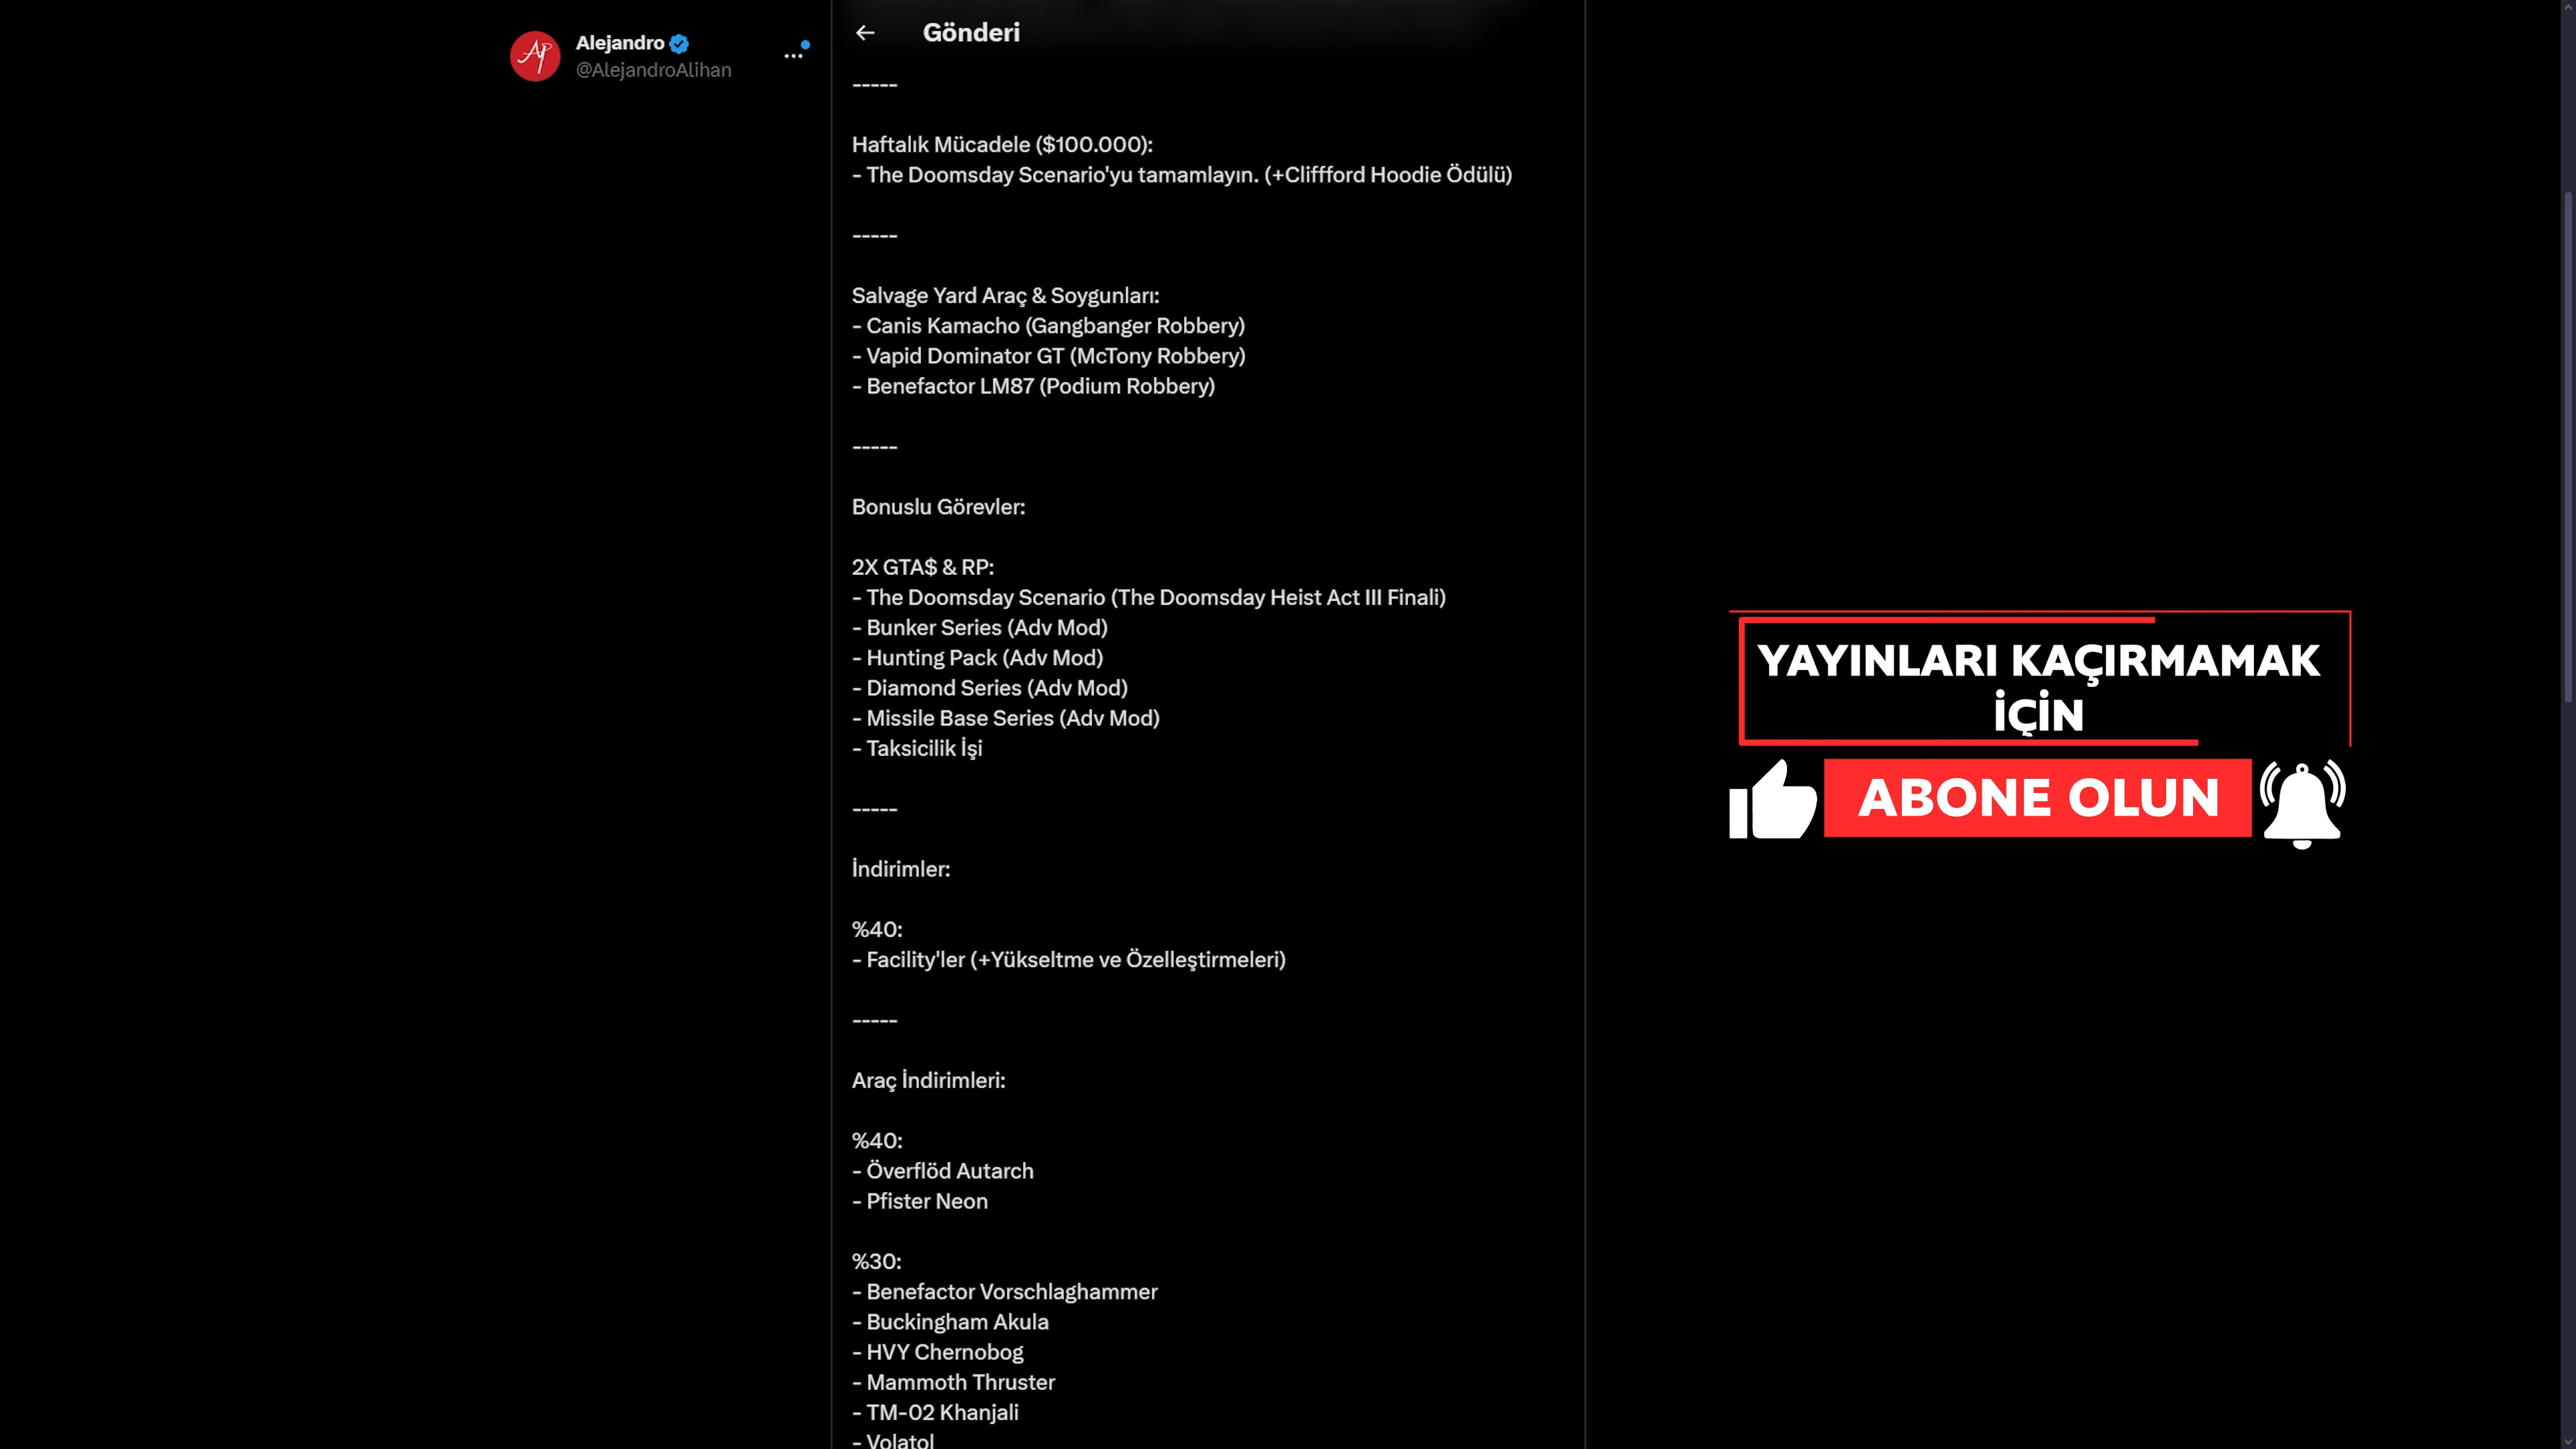 Alejandro
@AlejandroAlihan
Gönderi
-----
Haftalık Mücadele ($100.000):
- The Doomsday Scenario'yu tamamlayın. (+Cliffford Hoodie Ödülü)
-----
Salvage Yard Araç & Soygunları:
- Canis Kamacho (Gangbanger Robbery)
- Vapid Dominator GT (McTony Robbery)
- Benefactor LM87 (Podium Robbery)
-----
Bonuslu Görevler:
2X GTA$ & RP:
- The Doomsday Scenario (The Doomsday Heist Act III Finali)
- Bunker Series (Adv Mod)
- Hunting Pack (Adv Mod)
- Diamond Series (Adv Mod)
- Missile Base Series (Adv Mod)
- Taksicilik İşi
-----
İndirimler:
%40:
- Facility'ler (+Yükseltme ve Özelleştirmeleri)
-----
Araç İndirimleri:
%40:
- Överflöd Autarch
- Pfister Neon
%30:
- Benefactor Vorschlaghammer
- Buckingham Akula
- HVY Chernobog
- Mammoth Thruster
- TM-02 Khanjali
- Volatol
YAYINLARI KAÇIRMAMAK
İÇİN
ABONE OLUN